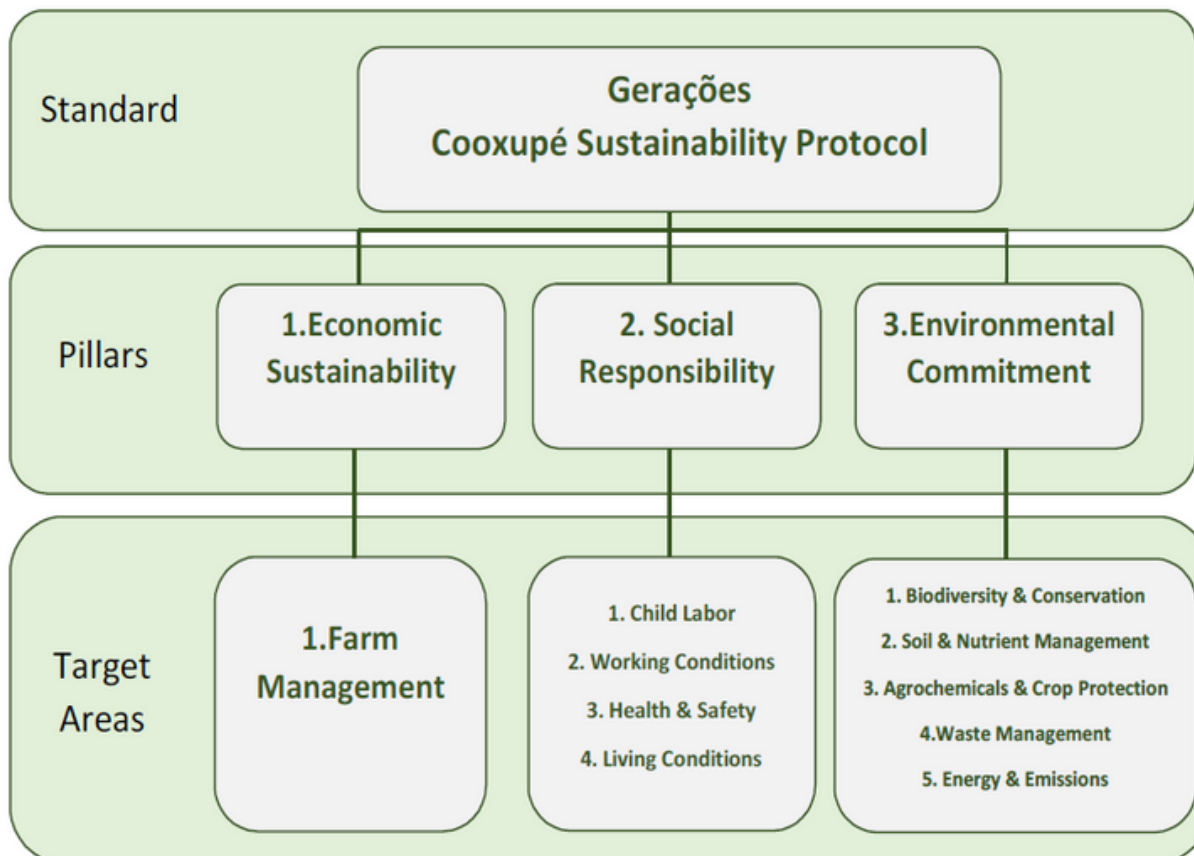 Standard
Gerações
Cooxupé Sustainability Protocol
Pillars
1.Economic
Sustainability
2. Social
Responsibility
3.Environmental
Commitment
Target
Areas
1.Farm
Management
1. Child Labor
2. Working Conditions
3. Health & Safety
4. Living Conditions
1. Biodiversity & Conservation
2. Soil & Nutrient Management
3. Agrochemicals & Crop Protection
4.Waste Management
5. Energy & Emissions